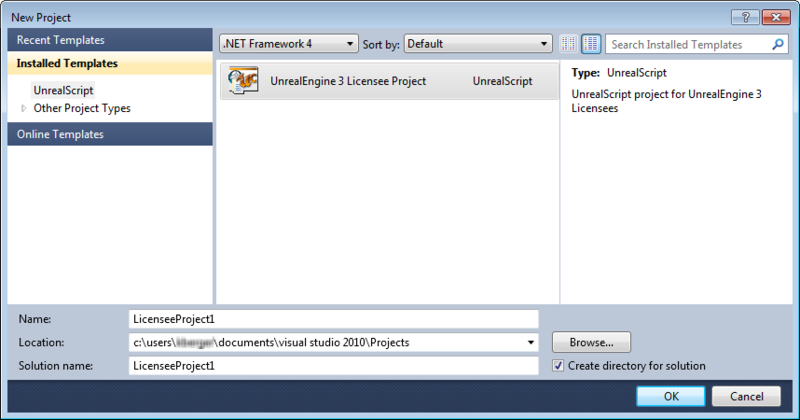 New Project
Recent Templates
Installed Templates
UnrealScript
Other Project Types
Online Templates
.NET Framework 4 Sort by: Default Search Installed Templates
UnrealEngine 3 Licensee Project UnrealScript
Type: UnrealScript
UnrealScript project for UnrealEngine 3
Licensees
Name: LicenseeProject1
Location: c:\users\ \documents\visual studio 2010\Projects Browse...
Solution name: LicenseeProject1 Create directory for solution
OK Cancel